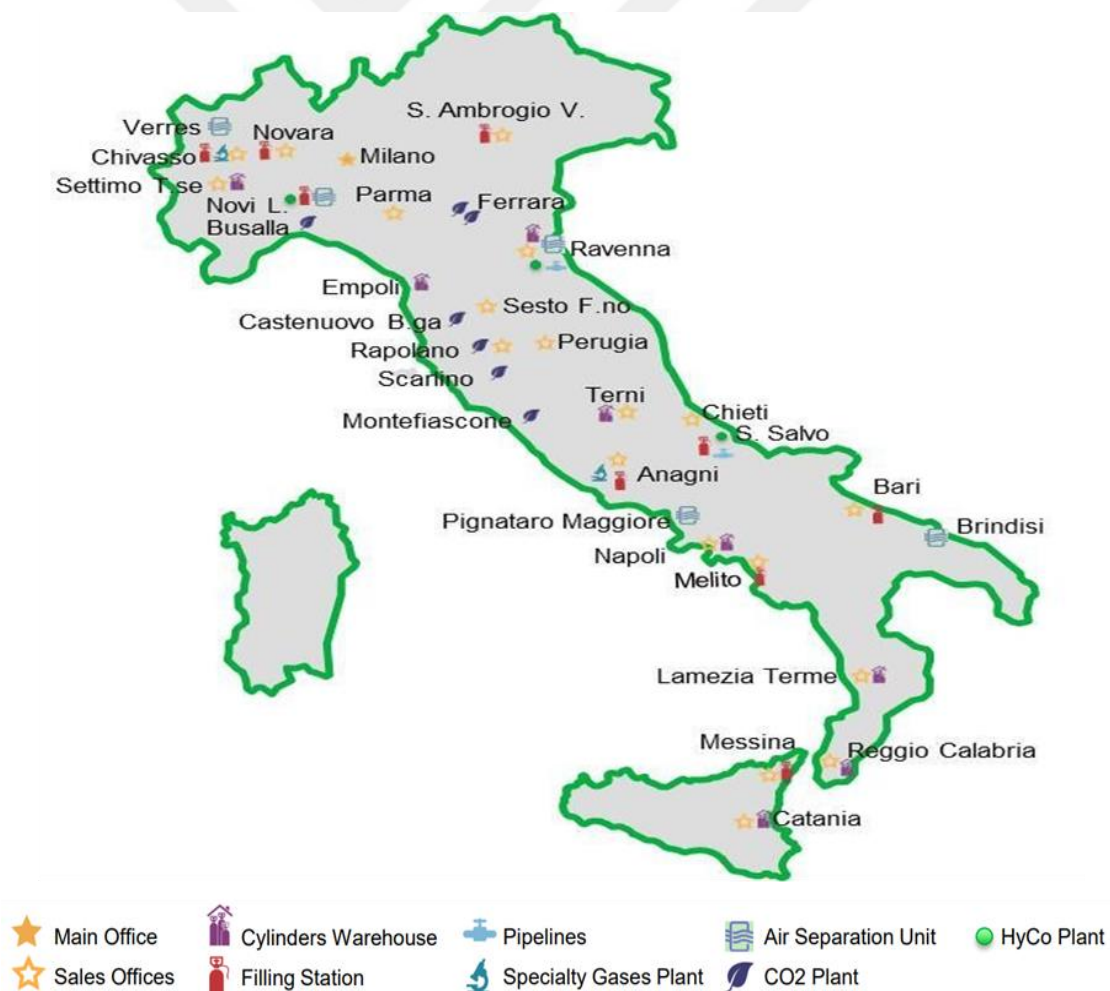 S. Ambrogio V.
Verres
Novara
Chivasso
Milano
Settimo T.se
Parma
Novi L.
Ferrara
Busalla
Ravenna
Empoli
Sesto F.no
Castenuovo B.ga
Perugia
Rapolano
Scarlino
Terni
Chieti
Montefiascone
S. Salvo
Anagni
Bari
Pignataro Maggiore
Brindisi
Napoli
Melito
Lamezia Terme
Messina
Reggio Calabria
Catania
Main Office
Cylinders Warehouse
Pipelines
Air Separation Unit
HyCo Plant
Sales Offices
Filling Station
Specialty Gases Plant
CO2 Plant